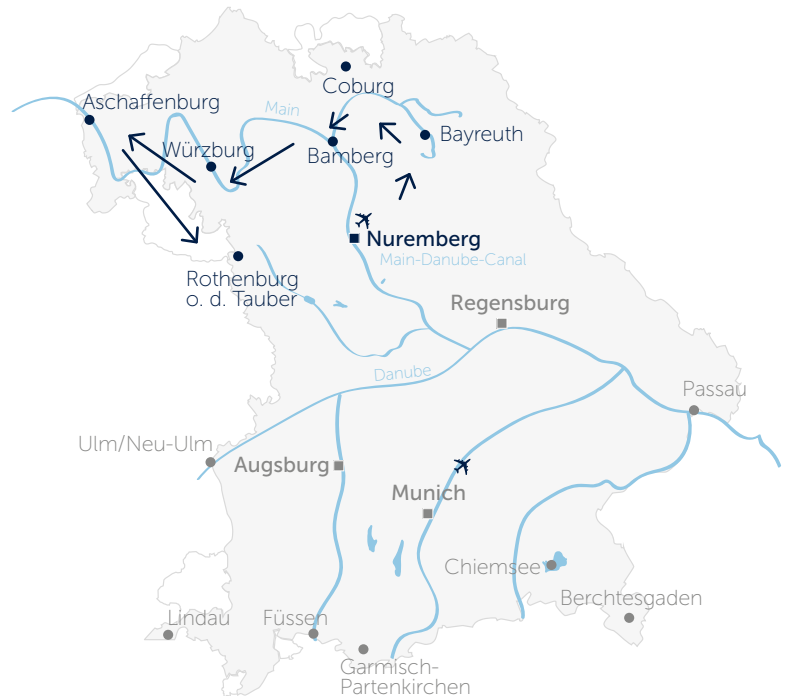 Coburg
Aschaffenburg
Main
Bayreuth
Würzburg
Bamberg
Nuremberg
Main-Danube-Canal
Rothenburg
o. d. Tauber
Regensburg
Danube
Passau
Ulm/Neu-Ulm
Augsburg
Munich
Chiemsee
Berchtesgaden
Lindau
Füssen
Garmisch-
Partenkirchen